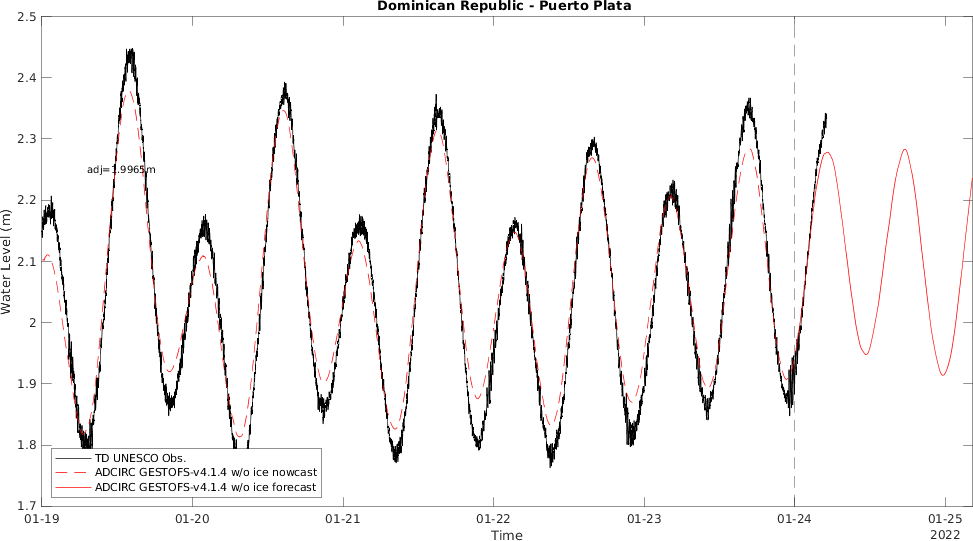 Dominican Republic - Puerto Plata
2.5
2.4
2.3
2.2
2.1
2
1.9
1.8
1.7
Water Level (m)
adj=1.9965m
TD UNESCO Obs.
ADCIRC GESTOFS-v4.1.4 w/o ice nowcast
ADCIRC GESTOFS-v4.1.4 w/o ice forecast
01-19
01-20
01-21
01-22
01-23
01-24
01-25
Time
2022